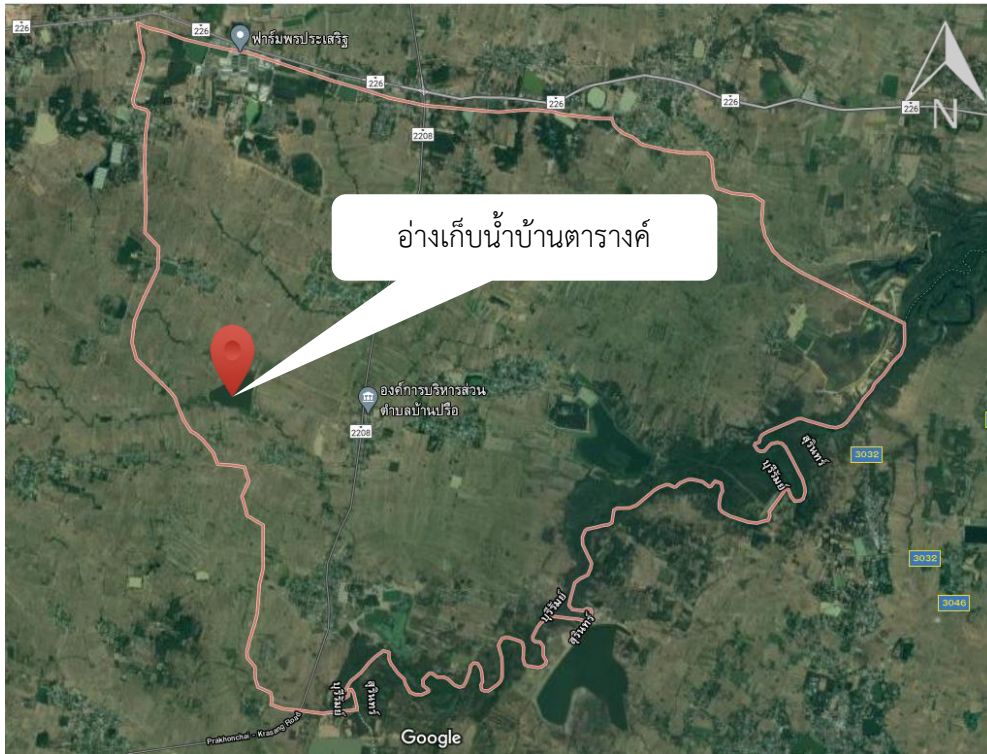 226
226
ฟาร์มพรประเสริฐ
226
226
226
226
N
2208
อ่างเก็บน้ำบ้านตารางค์
องค์การบริหารส่วน
ตำบลบ้านปรือ
2208
สุรินทร์
บุรีรัมย์
3032
3032
3046
บุรีรัมย์
สุรินทร์
บุรีรัมย์
สุรินทร์
Prakhonchai - Krasang Road
Google